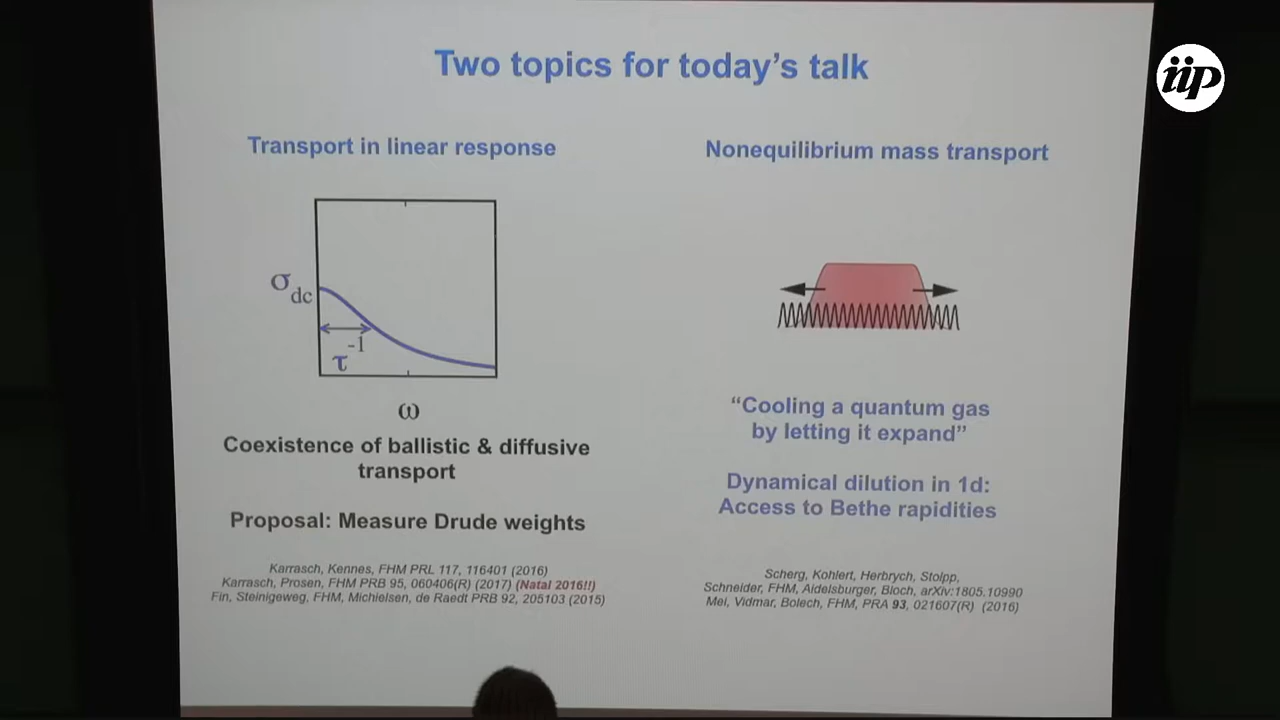 Two topics for today's talk
iip
Transport in linear response
σdc
τ-1
ω
Coexistence of ballistic & diffusive
transport
Proposal: Measure Drude weights
Karrasch, Kennes, FHM PRL 117, 116401 (2016)
Karrasch, Prosen, FHM PRB 95, 060406(R) (2017) (Natal 2016!!)
Fin, Steinigeweg, FHM, Michielsen, de Raedt PRB 92, 205103 (2015)
Nonequilibrium mass transport
“Cooling a quantum gas
by letting it expand”
Dynamical dilution in 1d:
Access to Bethe rapidities
Scherg, Kohlert, Herbrych, Stolpp,
Schneider, FHM, Aidelsburger, Bloch, arXiv:1805.10990
Mei, Vidmar, Bolech, FHM, PRA 93, 021607(R) (2016)